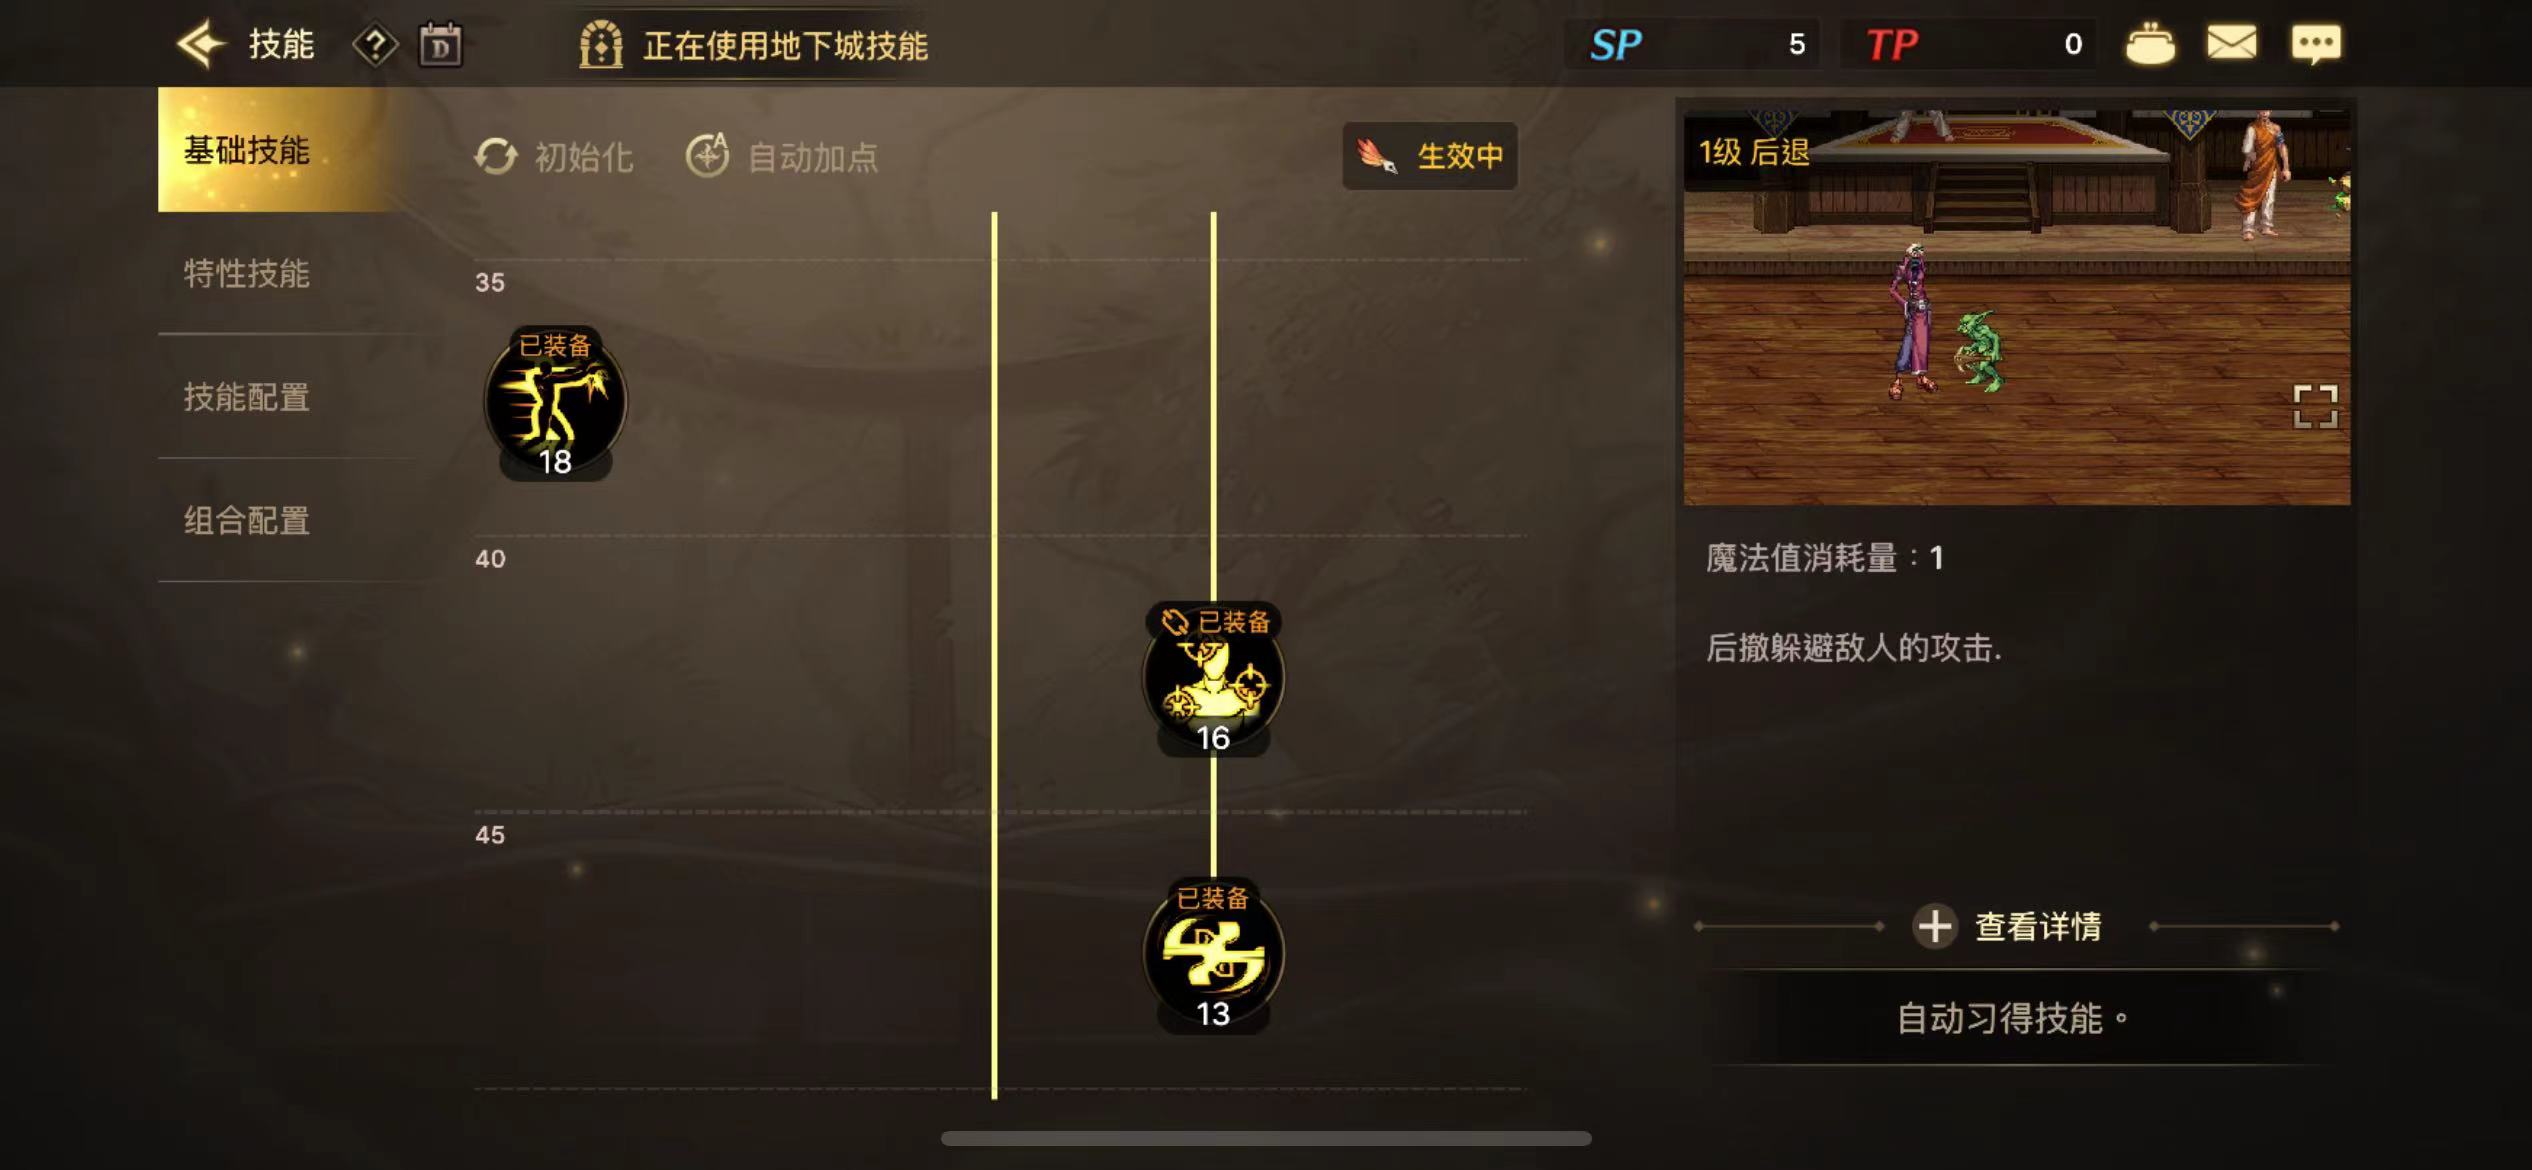 技能
?
D
正在使用地下城技能
SP 5
TP 0
基础技能
特性技能
技能配置
组合配置
初始化
A 自动加点
生效中
35
已装备
18
40
已装备
16
45
已装备
13
1级 后退
魔法值消耗量：1
后撤躲避敌人的攻击.
查看详情
自动习得技能。